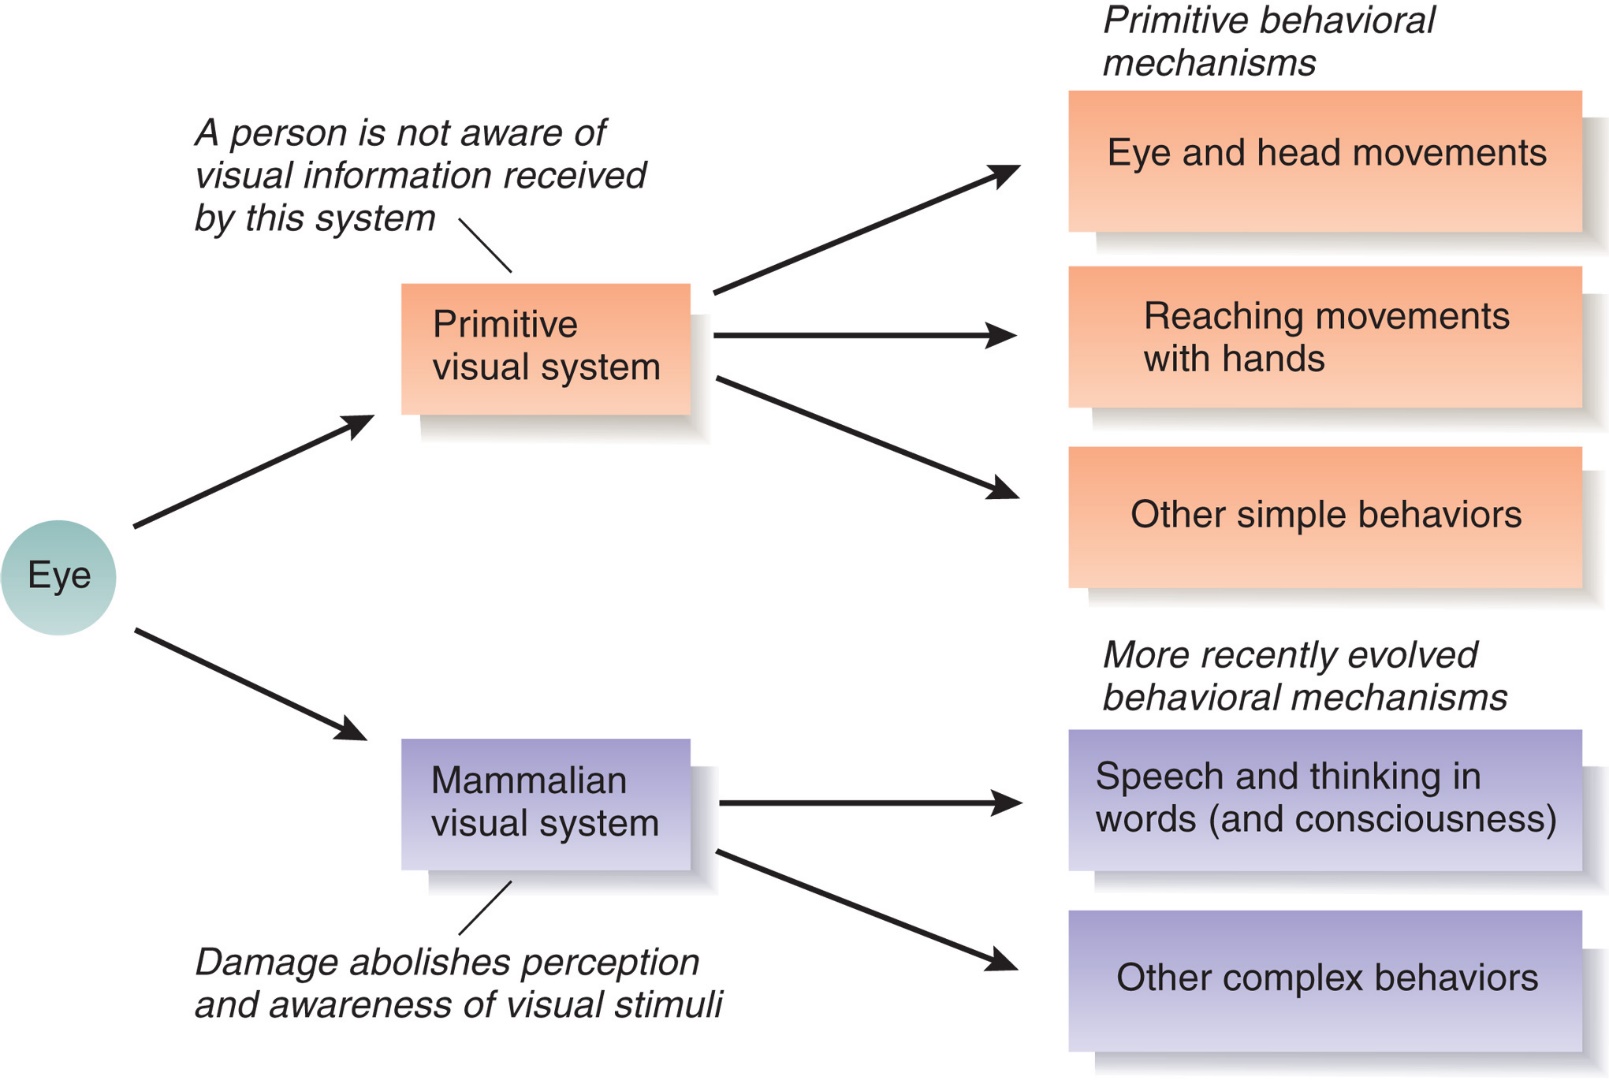 Primitive behavioral
mechanisms
A person is not aware of
visual information received
by this system
Eye and head movements
Primitive
visual system
Reaching movements
with hands
Other simple behaviors
Eye
More recently evolved
behavioral mechanisms
Mammalian
visual system
Speech and thinking in
words (and consciousness)
Damage abolishes perception
and awareness of visual stimuli
Other complex behaviors